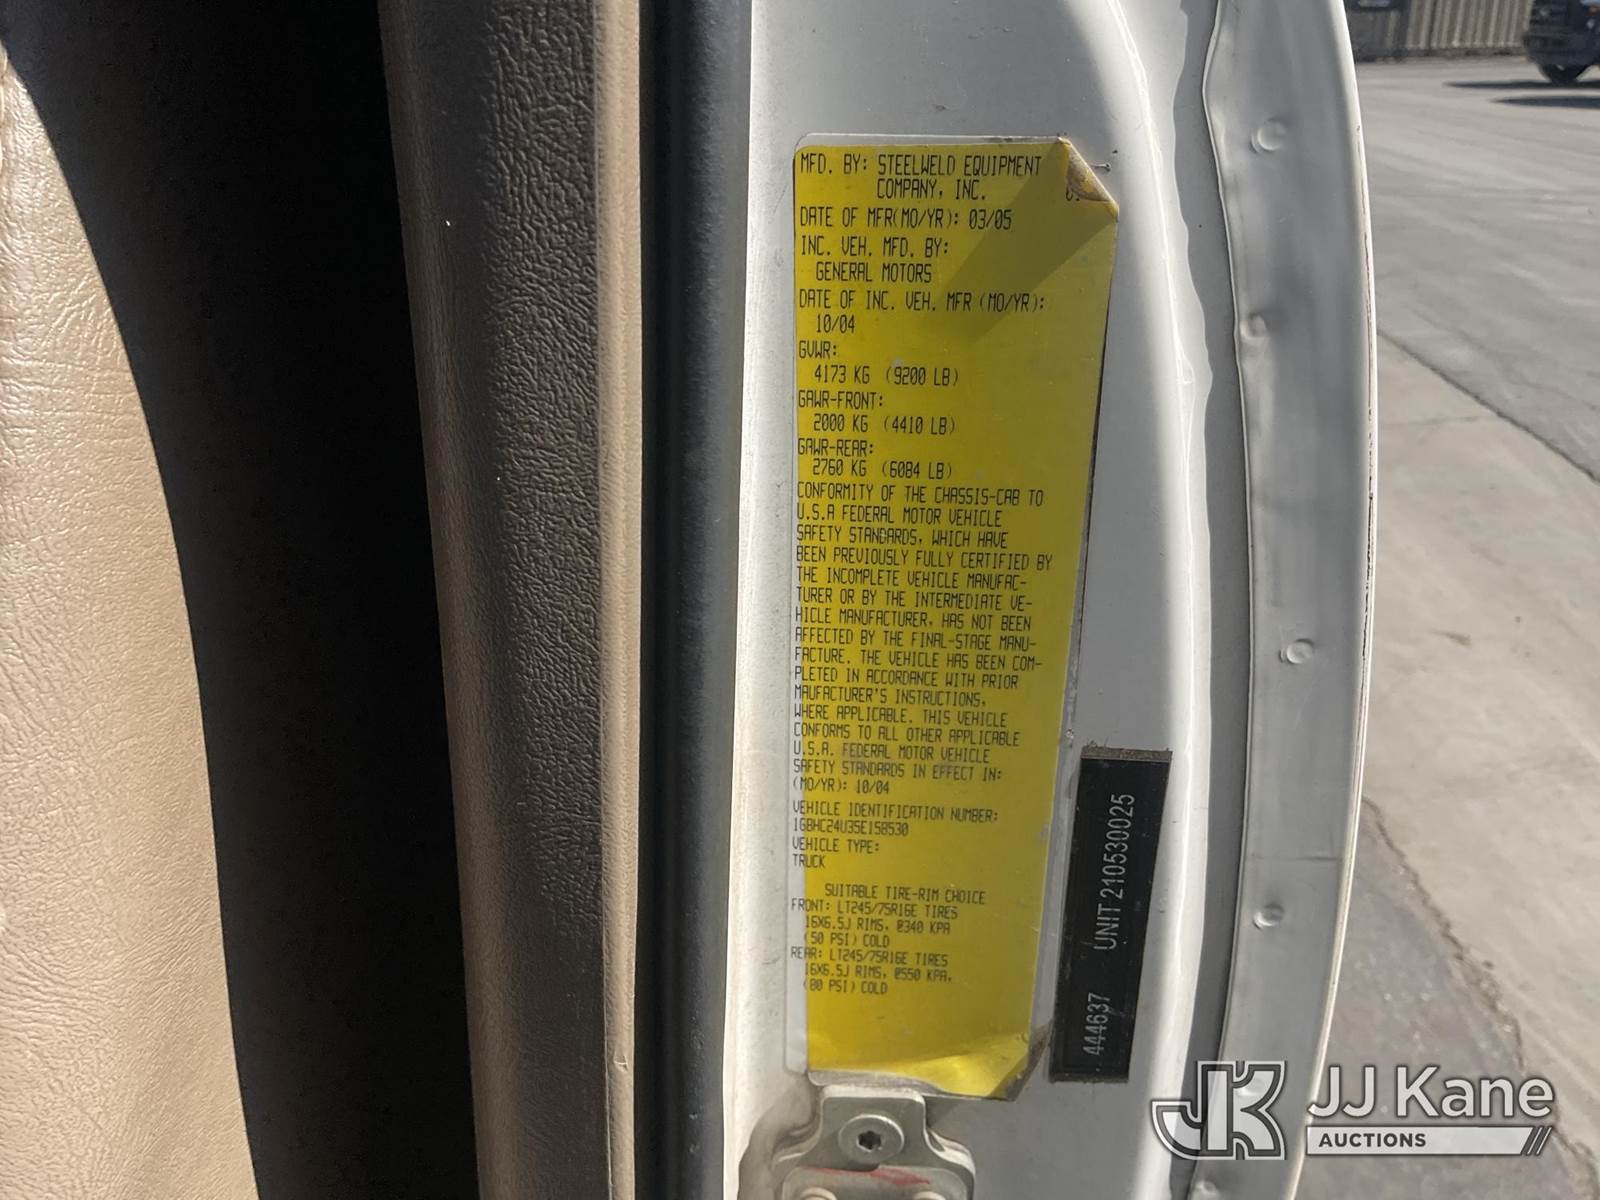 MFD. BY: STEELWELD EQUIPMENT
COMPANY, INC.
DATE OF MFR(MO/YR): 03/05
INC. VEH. MFD. BY:
GENERAL MOTORS
DATE OF INC. VEH. MFR (MO/YR):
10/04
GVWR:
4173 KG (9200 LB)
GAWR-FRONT:
2000 KG (4410 LB)
GAWR-REAR:
2760 KG (6084 LB)
CONFORMITY OF THE CHASSIS-CAB TO
U.S.A FEDERAL MOTOR VEHICLE
SAFETY STANDARDS, WHICH HAVE
BEEN PREVIOUSLY FULLY CERTIFIED BY
THE INCOMPLETE VEHICLE MANUFAC-
TURER OR BY THE INTERMEDIATE VE-
HICLE MANUFACTURER, HAS NOT BEEN
AFFECTED BY THE FINAL-STAGE MANU-
FACTURE. THE VEHICLE HAS BEEN COM-
PLETED IN ACCORDANCE WITH PRIOR
MAUFACTURER'S INSTRUCTIONS,
WHERE APPLICABLE. THIS VEHICLE
CONFORMS TO ALL OTHER APPLICABLE
U.S.A. FEDERAL MOTOR VEHICLE
SAFETY STANDARDS IN EFFECT IN:
(MO/YR): 10/04
VEHICLE IDENTIFICATION NUMBER:
1GBHC24U35E158530
VEHICLE TYPE:
TRUCK
SUITABLE TIRE-RIM CHOICE
FRONT: LT245/75R16E TIRES
16X6.5J RIMS, @340 KPA
(50 PSI) COLD
REAR: LT245/75R16E TIRES
16X6.5J RIMS, @550 KPA,
(80 PSI) COLD
444637 UNIT 210530025
JK JJ Kane
AUCTIONS